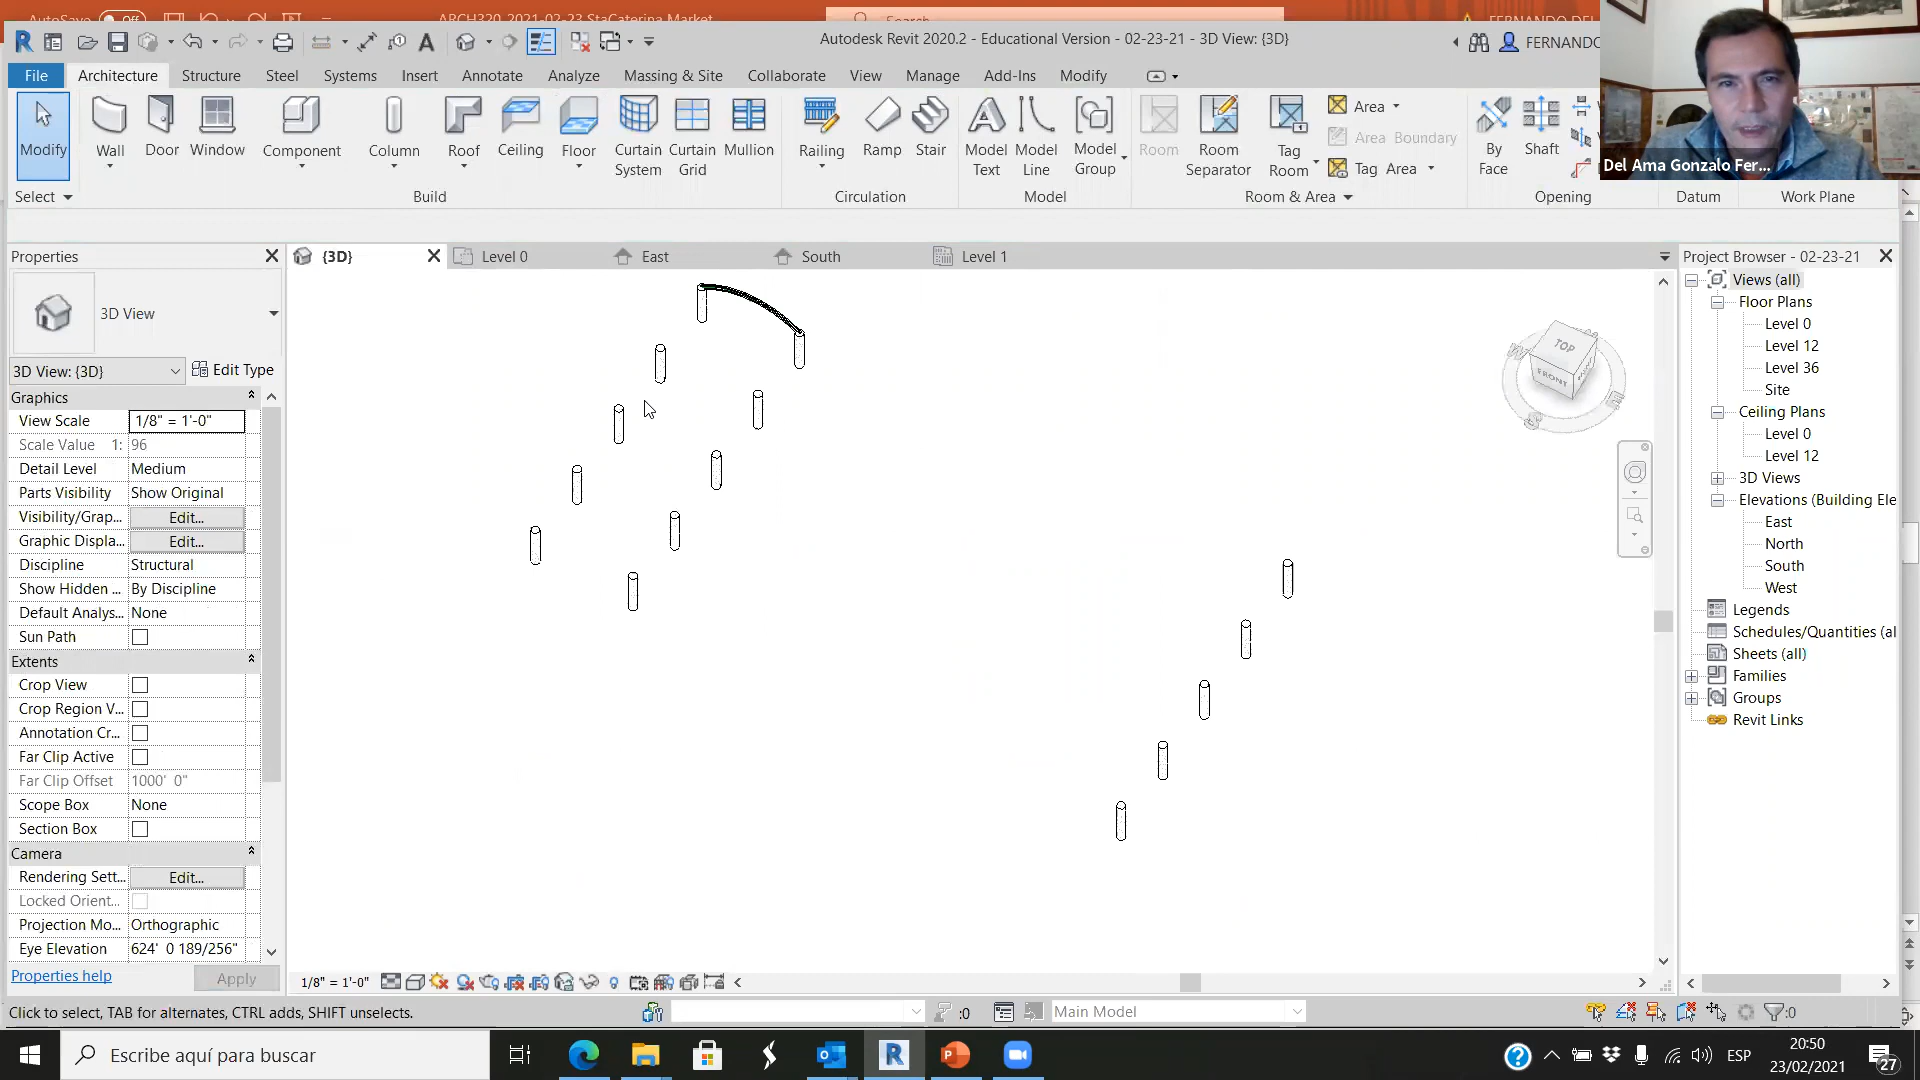 AutoSave Off ARCH320_2021-02-23 StaCaterina Market Search FERNANDO DEL
Autodesk Revit 2020.2 - Educational Version - 02-23-21 - 3D View: {3D} FERNANDO
File Architecture Structure Steel Systems Insert Annotate Analyze Massing & Site Collaborate View Manage Add-Ins Modify
Modify Wall Door Window Component Column Roof Ceiling Floor Curtain System Curtain Grid Mullion Railing Ramp Stair Model Text Model Line Model Group Room Room Separator Tag Room Area Area Boundary Tag Area By Face Shaft
Del Ama Gonzalo Fer...
Select Build Circulation Model Room & Area Opening Datum Work Plane
Properties {3D} Level 0 East South Level 1 Project Browser - 02-23-21
3D View
3D View: {3D} Edit Type
Graphics
View Scale 1/8" = 1'-0"
Scale Value 1: 96
Detail Level Medium
Parts Visibility Show Original
Visibility/Grap... Edit...
Graphic Displa... Edit...
Discipline Structural
Show Hidden ... By Discipline
Default Analys... None
Sun Path
Extents
Crop View
Crop Region V...
Annotation Cr...
Far Clip Active
Far Clip Offset 1000' 0"
Scope Box None
Section Box
Camera
Rendering Sett... Edit...
Locked Orient...
Projection Mo... Orthographic
Eye Elevation 624' 0 189/256"
Properties help Apply
TOP
FRONT
Views (all)
Floor Plans
Level 0
Level 12
Level 36
Site
Ceiling Plans
Level 0
Level 12
3D Views
Elevations (Building Ele
East
North
South
West
Legends
Schedules/Quantities (al
Sheets (all)
Families
Groups
Revit Links
1/8" = 1'-0"
Click to select, TAB for alternates, CTRL adds, SHIFT unselects. :0 Main Model :0
Escribe aquí para buscar
ESP
20:50
23/02/2021
27